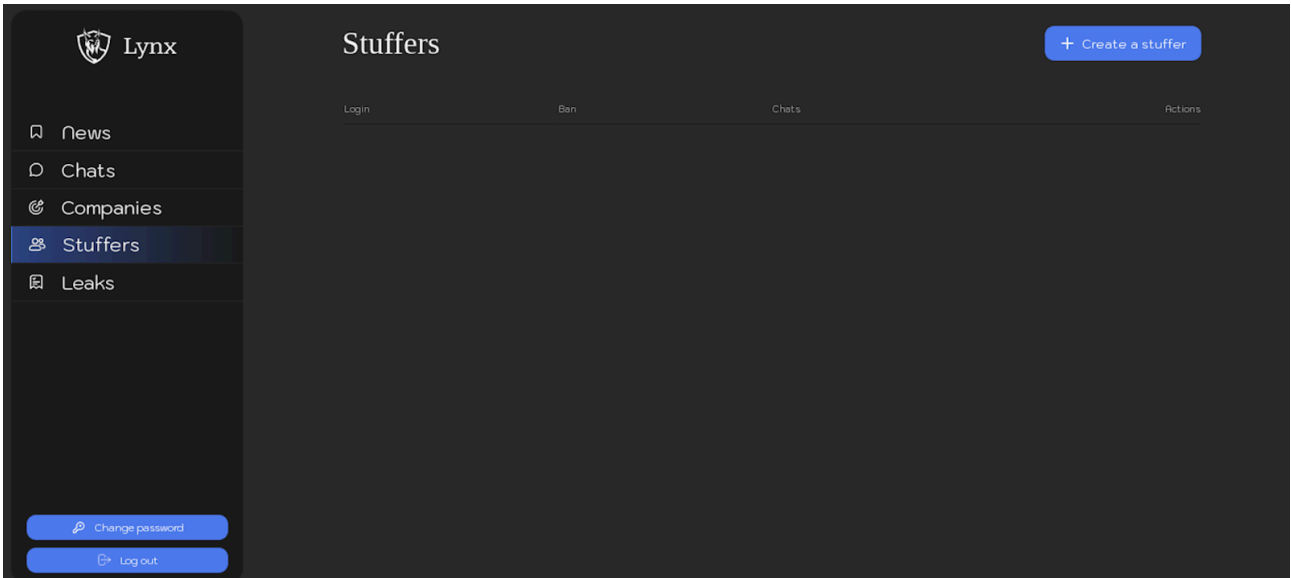 Lynx
News
Chats
Companies
Stuffers
Leaks
Change password
Log out
Stuffers
+ Create a stuffer
Login Ban Chats Actions